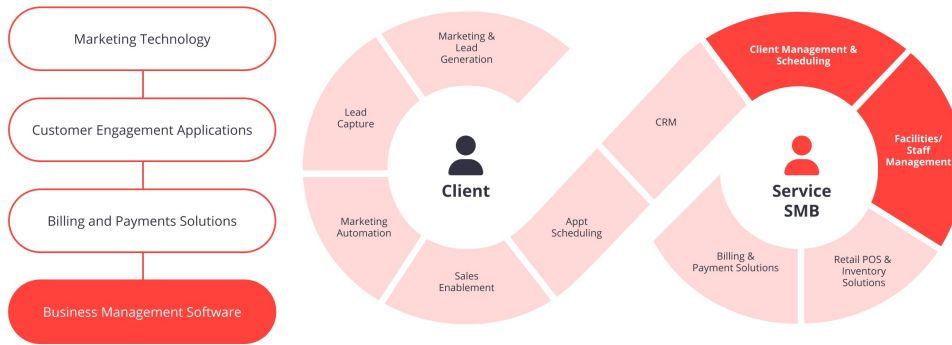 Marketing Technology
Customer Engagement Applications
Billing and Payments Solutions
Business Management Software
Marketing &
Lead
Generation
Lead
Capture
Marketing
Automation
Sales
Enablement
Appt
Scheduling
CRM
Client
Client Management &
Scheduling
Facilities/
Staff
Management
Retail POS &
Inventory
Solutions
Billing &
Payment Solutions
Service
SMB